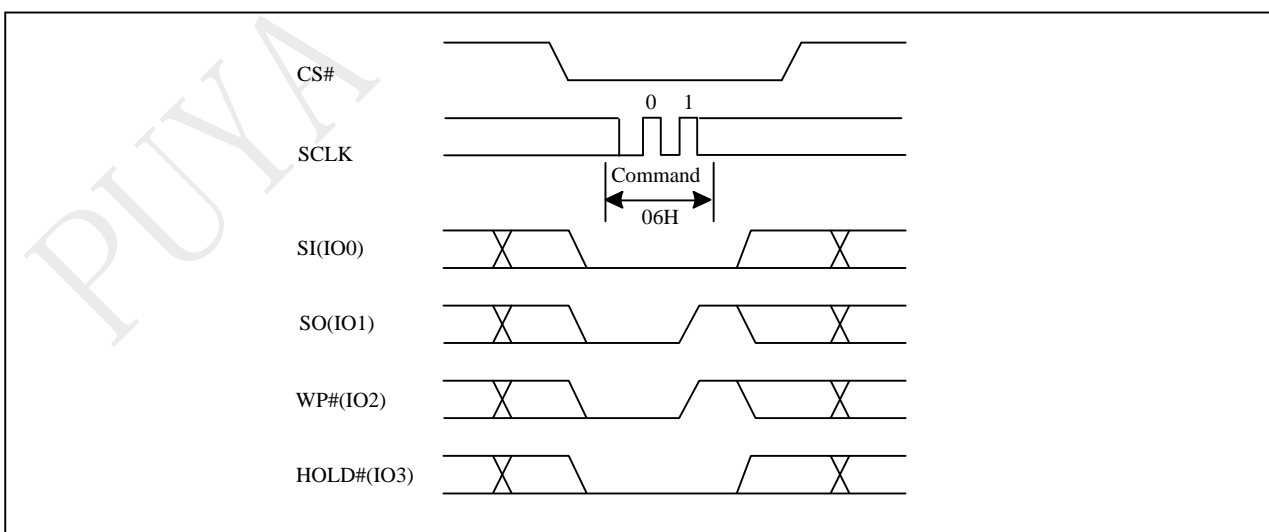 PUYA
CS#
0 1
SCLK
Command
06H
SI(IO0)
SO(IO1)
WP#(IO2)
HOLD#(IO3)